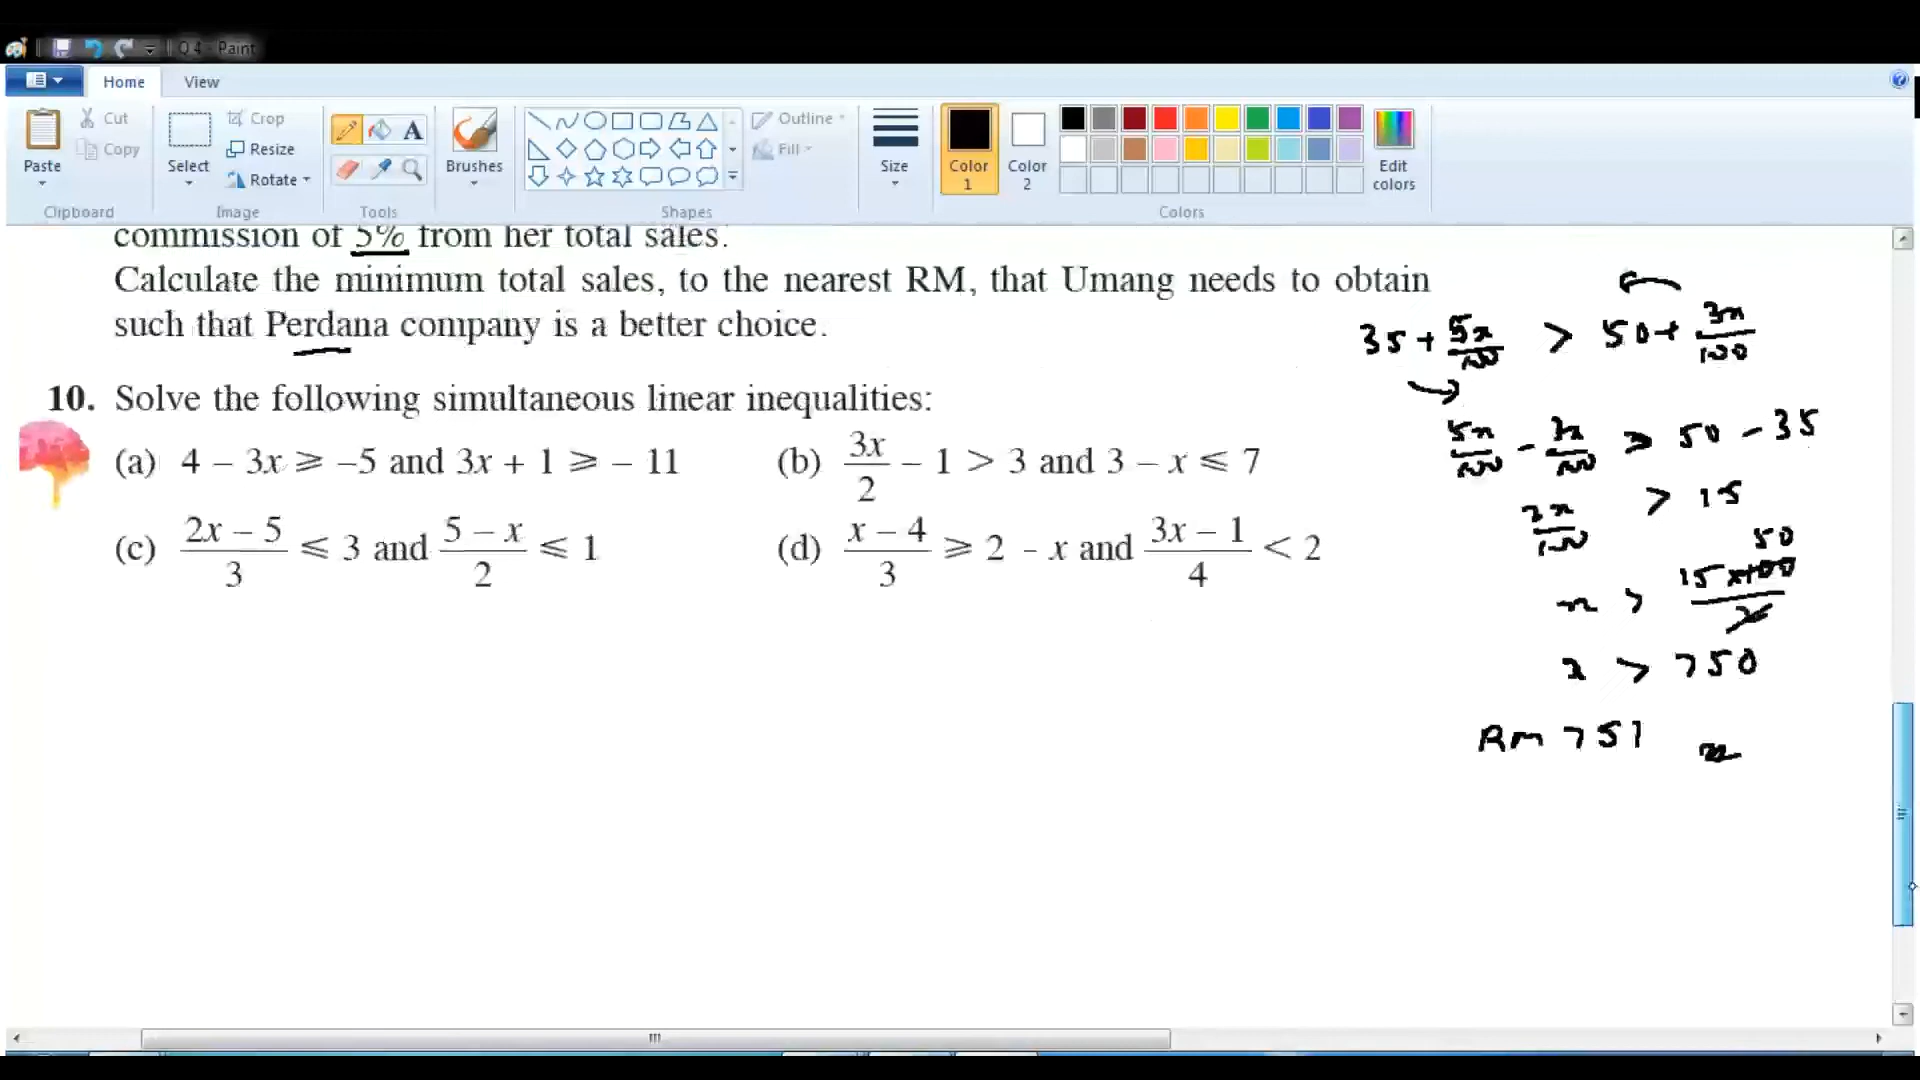 Q 4 - Paint
Home View
Paste Cut Copy Select Crop Resize Rotate Brushes Outline Fill Size Color 1 Color 2 Edit colors
Clipboard Image Tools Shapes Colors
commission of 5% from her total sales.
Calculate the minimum total sales, to the nearest RM, that Umang needs to obtain
such that Perdana company is a better choice.
10. Solve the following simultaneous linear inequalities:
(a) 4 – 3x ⩾ –5 and 3x + 1 ⩾ – 11 (b) 3x/2 – 1 > 3 and 3 – x ⩽ 7
(c) (2x – 5)/3 ⩽ 3 and (5 – x)/2 ⩽ 1 (d) (x – 4)/3 ⩾ 2 - x and (3x – 1)/4 < 2
35 + 5x/100 > 50 + 3x/100
5x/100 - 3x/100 > 50 - 35
2x/100 > 15
50
x > 15 x 100/2
x > 750
Rm 751